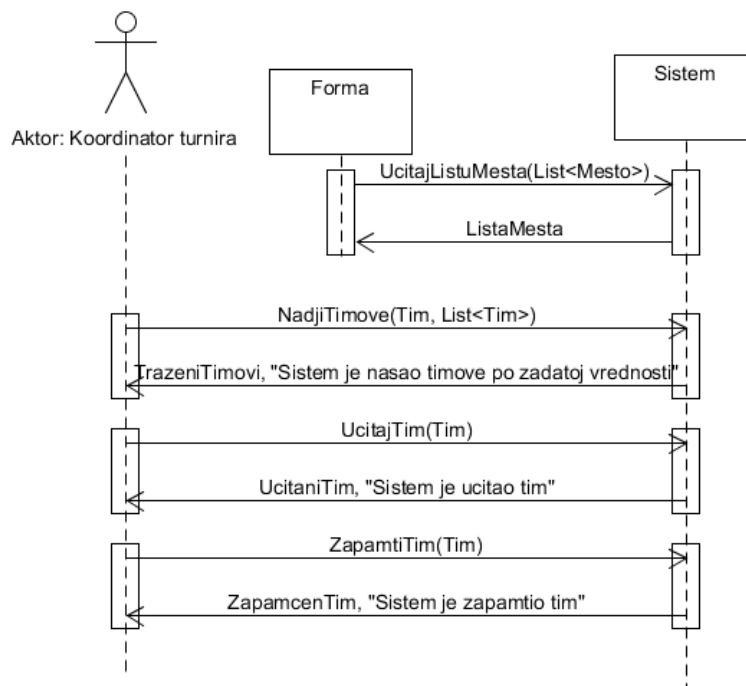 Forma
Sistem
Aktor: Koordinator turnira
UcitajListuMesta(List<Mesto>)
ListaMesta
NadjiTimove(Tim, List<Tim>)
TrazeniTimovi, "Sistem je nasao timove po zadatoj vrednosti"
UcitajTim(Tim)
UcitaniTim, "Sistem je ucitao tim"
ZapamtiTim(Tim)
ZapamcenTim, "Sistem je zapamtio tim"